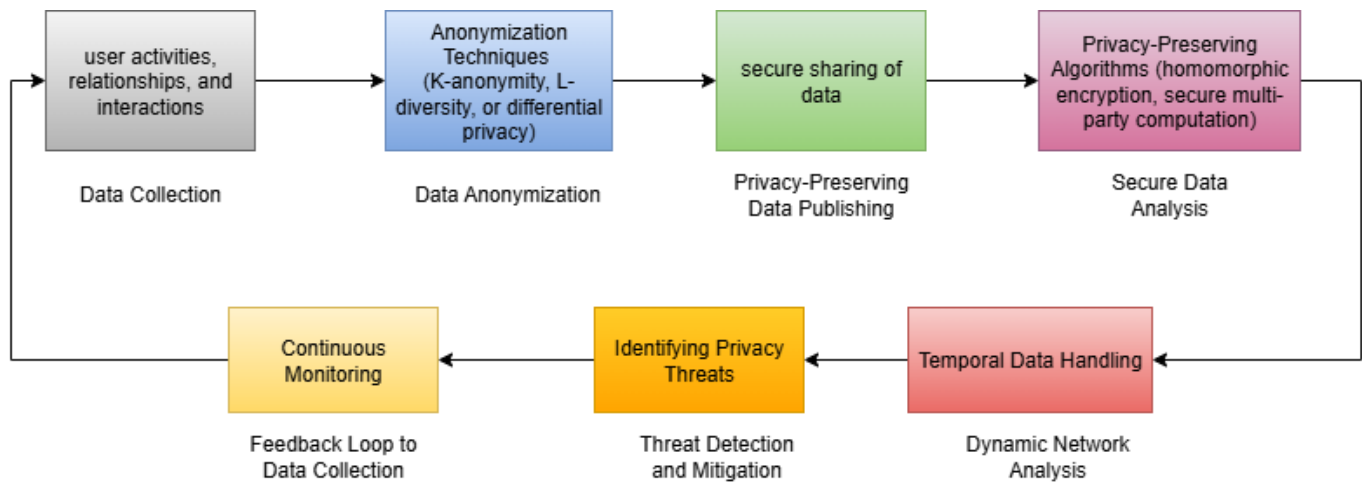 user activities,
relationships, and
interactions
Anonymization
Techniques
(K-anonymity, L-
diversity, or differential
privacy)
secure sharing of
data
Privacy-Preserving
Algorithms (homomorphic
encryption, secure multi-
party computation)
Data Collection
Data Anonymization
Privacy-Preserving
Data Publishing
Secure Data
Analysis
Continuous
Monitoring
Identifying Privacy
Threats
Temporal Data Handling
Feedback Loop to
Data Collection
Threat Detection
and Mitigation
Dynamic Network
Analysis